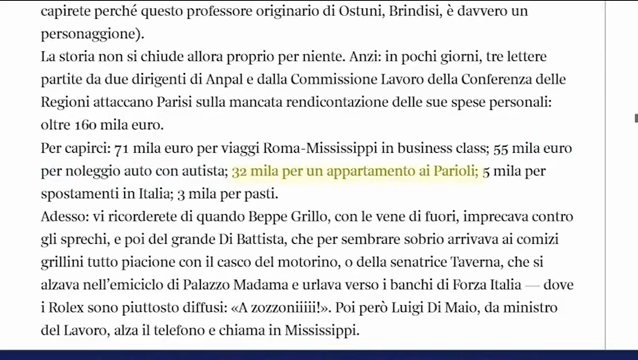 capirete perché questo professore originario di Ostuni, Brindisi, è davvero un
personaggione).
La storia non si chiude allora proprio per niente. Anzi: in pochi giorni, tre lettere
partite da due dirigenti di Anpal e dalla Commissione Lavoro della Conferenza delle
Regioni attaccano Parisi sulla mancata rendicontazione delle sue spese personali:
oltre 160 mila euro.
Per capirci: 71 mila euro per viaggi Roma-Mississippi in business class; 55 mila euro
per noleggio auto con autista; 32 mila per un appartamento ai Parioli; 5 mila per
spostamenti in Italia; 3 mila per pasti.
Adesso: vi ricorderete di quando Beppe Grillo, con le vene di fuori, imprecava contro
gli sprechi, e poi del grande Di Battista, che per sembrare sobrio arrivava ai comizi
grillini tutto piacione con il casco del motorino, o della senatrice Taverna, che si
alzava nell’emiciclo di Palazzo Madama e urlava verso i banchi di Forza Italia — dove
i Rolex sono piuttosto diffusi: «A zozzoniiiii!». Poi però Luigi Di Maio, da ministro
del Lavoro, alza il telefono e chiama in Mississippi.